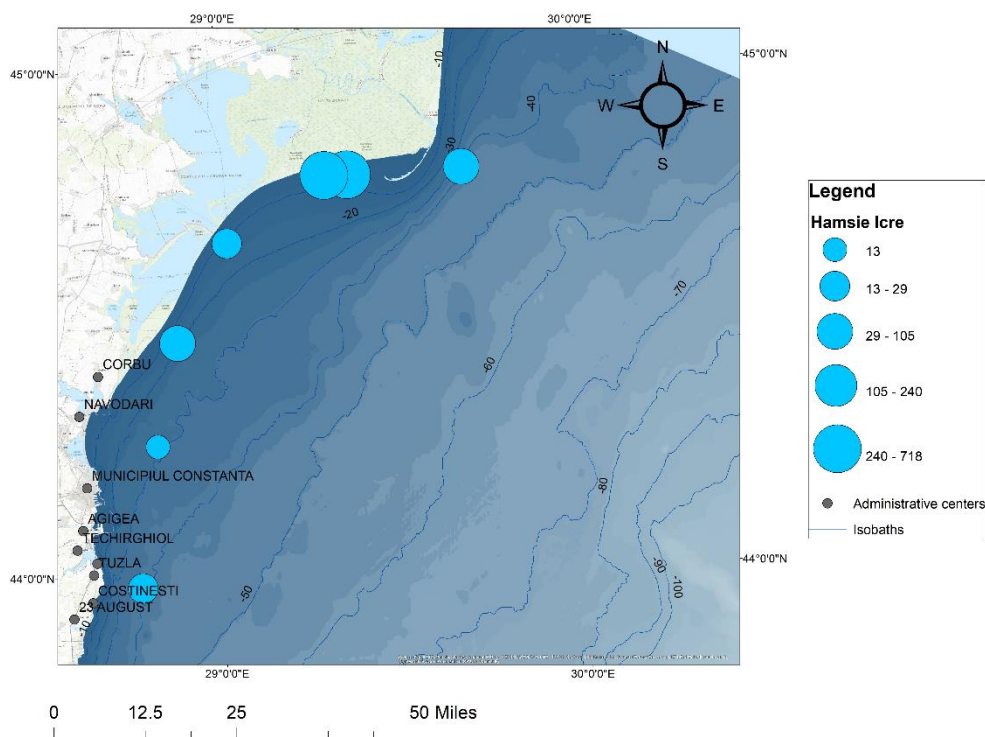 29°0'0"E 30°0'0"E
45°0'0"N
45°0'0"N
N
W E
S
-10
-40
30
-20
-70
-60
-80
-50
-90
-100
-10
CORBU
NAVODARI
MUNICIPIUL CONSTANTA
AGIGEA
TECHIRGHIOL
TUZLA
COSTINESTI
23 AUGUST
44°0'0"N
44°0'0"N
29°0'0"E 30°0'0"E
0 12.5 25 50 Miles
Legend
Hamsie Icre
13
13 - 29
29 - 105
105 - 240
240 - 718
Administrative centers
Isobaths